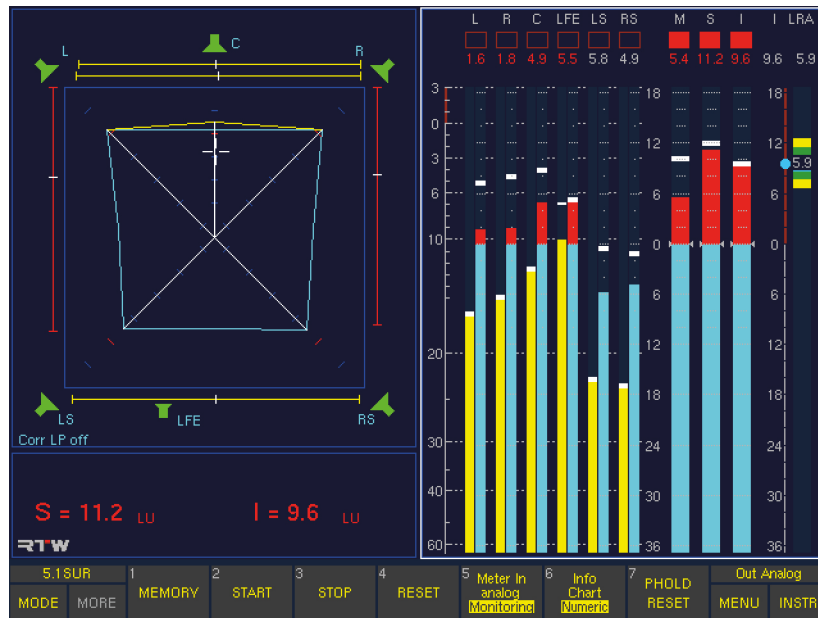 L R C LFE LS RS M S I I LRA
1.6 1.8 4.9 5.5 5.8 4.9 5.4 11.2 9.6 9.6 5.9
C
L R
3 18 18
0
12 12
3
5.9
6 6 6
10 0 0
6 6
20 12 12
18 18
30 24 24
40 30 30
60 36 36
LS LFE RS
Corr LP off
S = 11.2 LU I = 9.6 LU
RTW
5.1SUR 1 2 3 4 5 6 7 Out Analog
MODE MORE MEMORY START STOP RESET
Meter In
analog
Monitoring
Info
Chart
Numeric
PHOLD
RESET
MENU INSTR